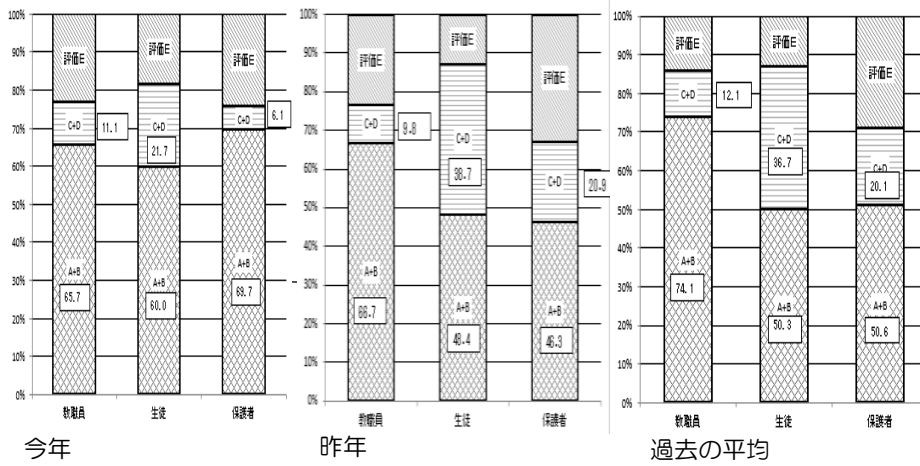 100%
90%
80%
70%
60%
50%
40%
30%
20%
10%
0%
評価E
C+D
11.1
A+B
65.7
教職員
評価E
C+D
21.7
A+B
60.0
生徒
評価E
C+D
6.1
A+B
69.7
保護者
今年
100%
90%
80%
70%
60%
50%
40%
30%
20%
10%
0%
評価E
C+D
9.8
A+B
66.7
教職員
評価E
C+D
38.7
A+B
48.4
生徒
評価E
C+D
20.9
A+B
46.3
保護者
昨年
100%
90%
80%
70%
60%
50%
40%
30%
20%
10%
0%
評価E
C+D
12.1
A+B
74.1
教職員
評価E
C+D
36.7
A+B
50.3
生徒
評価E
C+D
20.1
A+B
50.6
保護者
過去の平均